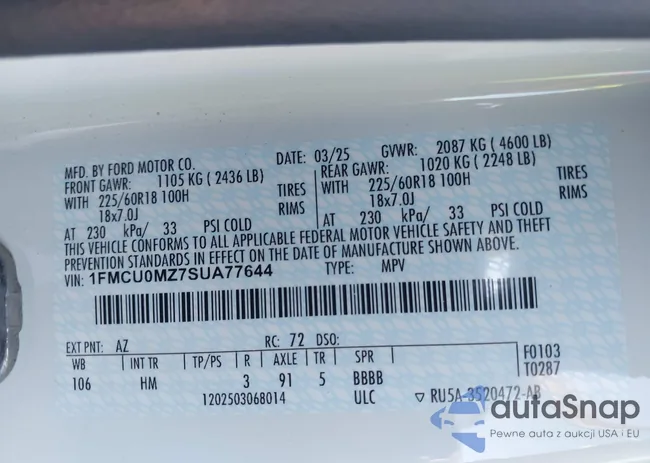 MFD. BY FORD MOTOR CO. DATE: 03/25 GVWR: 2087 KG ( 4600 LB)
FRONT GAWR: 1105 KG ( 2436 LB) REAR GAWR: 1020 KG ( 2248 LB)
WITH 225/60R18 100H TIRES WITH 225/60R18 100H TIRES
18x7.0J RIMS 18x7.0J RIMS
AT 230 kPa/ 33 PSI COLD AT 230 kPa/ 33 PSI COLD
THIS VEHICLE CONFORMS TO ALL APPLICABLE FEDERAL MOTOR VEHICLE SAFETY AND THEFT
PREVENTION STANDARDS IN EFFECT ON THE DATE OF MANUFACTURE SHOWN ABOVE.
VIN: 1FMCU0MZ7SUA77644 TYPE: MPV
EXT PNT: AZ RC: 72 DSO:
WB INT TR TP/PS R AXLE TR SPR F0103
106 HM 3 91 5 BBBB T0287
1202503068014 ULC ▽ RU5A-3520472-AB
autaSnap
Pewne auta z aukcji USA i EU